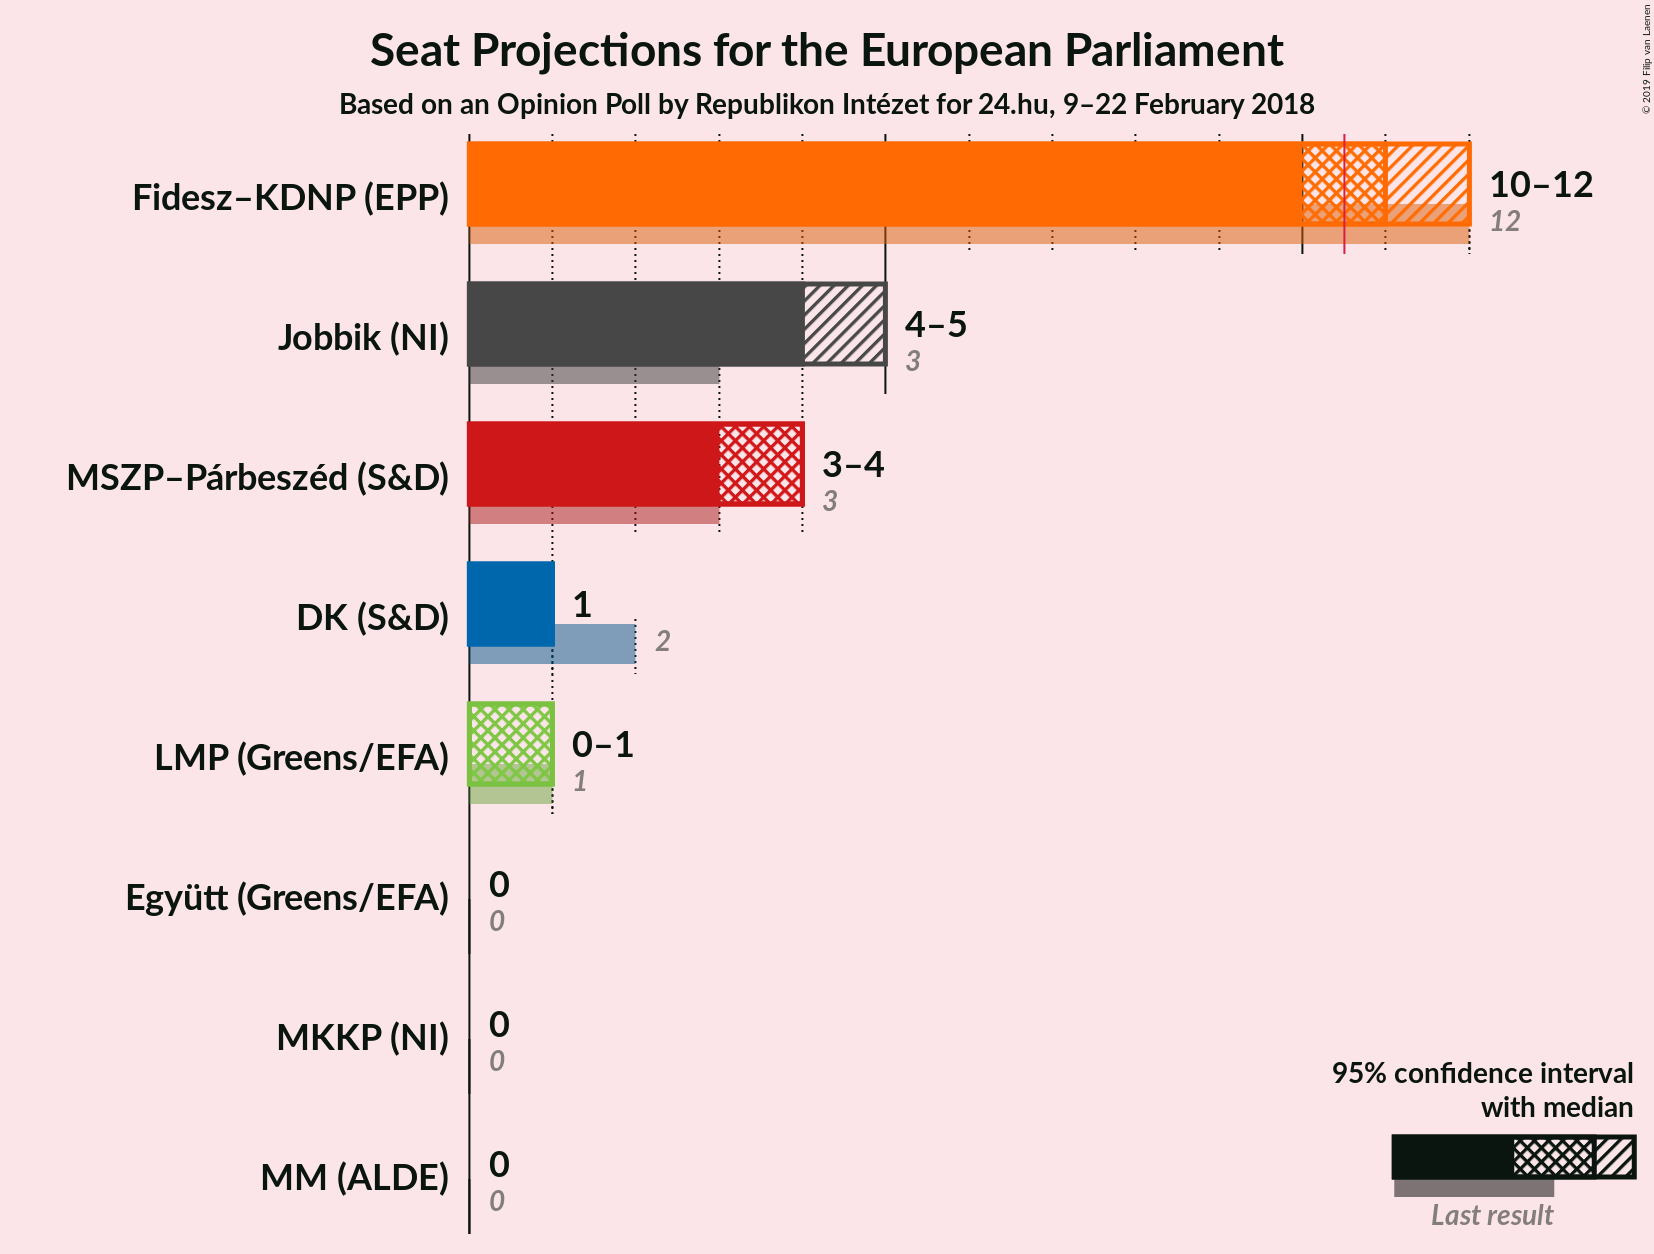 Seat Projections for the European Parliament
Based on an Opinion Poll by Republikon Intézet for 24.hu, 9–22 February 2018
© 2019 Filip van Laenen
Fidesz–KDNP (EPP)
10–12
12
Jobbik (NI)
4–5
3
MSZP–Párbeszéd (S&D)
3–4
3
DK (S&D)
1
2
LMP (Greens/EFA)
0–1
1
Együtt (Greens/EFA)
0
0
MKKP (NI)
0
0
MM (ALDE)
0
0
95% confidence interval
with median
Last result